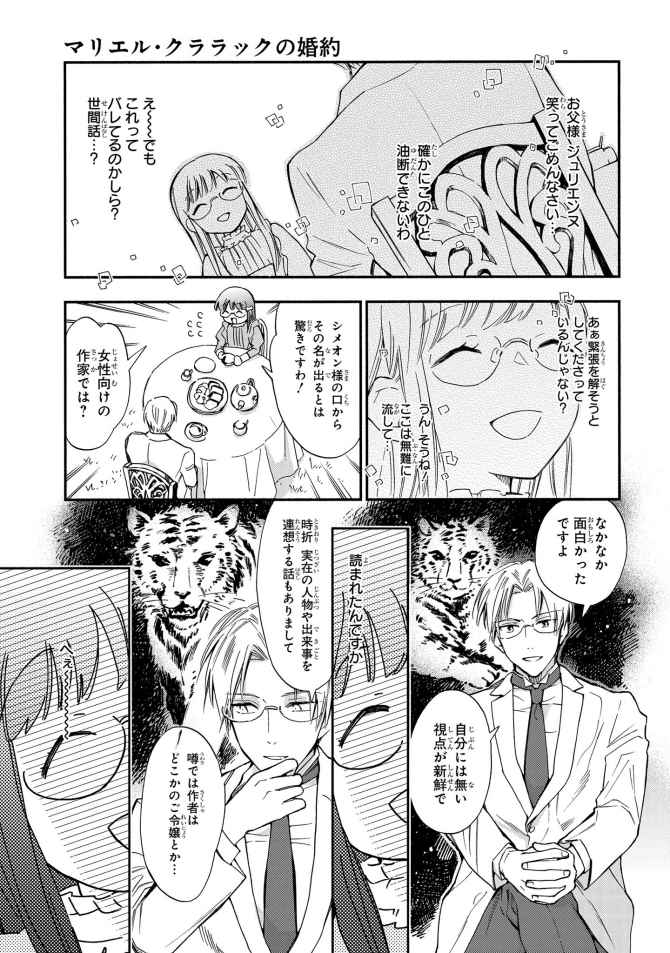 マリエル・クララックの婚約
お父様 ジュリエンヌ
笑ってごめんなさい…
確かにこのひと
油断できないわ
え〜〜でも
これって
バレてるのかしら?
世間話…?
あぁ緊張を解そうと
してくださって
いるんじゃない?
うん そうね!
ここは無難に
流して…
シメオン様の口から
その名が出るとは
驚きですわ!
女性向けの
作家では?
なかなか
面白かった
ですよ
自分には無い
視点が新鮮で
読まれたんですか
時折 実在の人物や出来事を
連想する話もありまして
噂では作者は
どこかのご令嬢とか…
へぇ〜〜〜